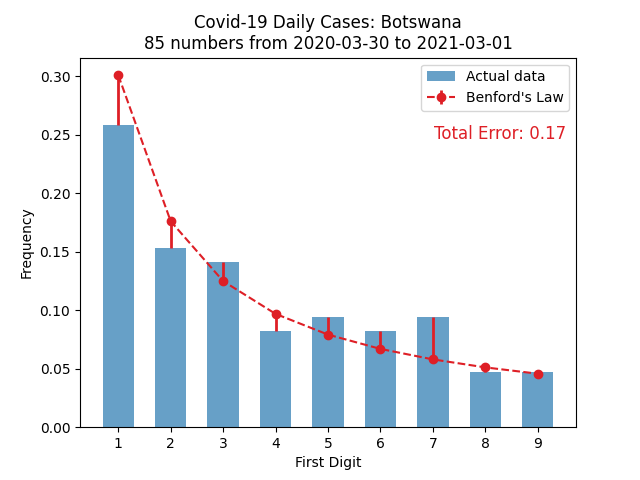 Covid-19 Daily Cases: Botswana
85 numbers from 2020-03-30 to 2021-03-01
Actual data
Benford's Law
Total Error: 0.17
Frequency
0.30
0.25
0.20
0.15
0.10
0.05
0.00
1 2 3 4 5 6 7 8 9
First Digit